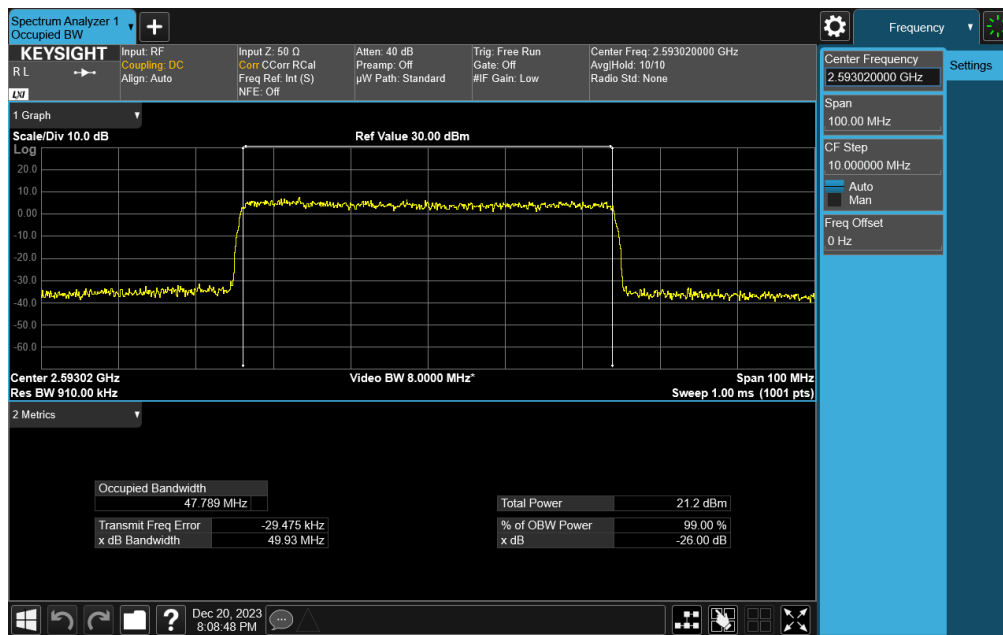 Spectrum Analyzer 1
Occupied BW
Frequency
KEYSIGHT
R L
LXI
Input: RF
Coupling: DC
Align: Auto
Input Z: 50 Ω
Corr CCorr RCal
Freq Ref: Int (S)
NFE: Off
Atten: 40 dB
Preamp: Off
µW Path: Standard
Trig: Free Run
Gate: Off
#IF Gain: Low
Center Freq: 2.593020000 GHz
Avg|Hold: 10/10
Radio Std: None
Center Frequency
2.593020000 GHz
Settings
Span
100.00 MHz
CF Step
10.000000 MHz
Auto
Man
Freq Offset
0 Hz
1 Graph
Scale/Div 10.0 dB
Ref Value 30.00 dBm
Log
20.0
10.0
0.00
-10.0
-20.0
-30.0
-40.0
-50.0
-60.0
Center 2.59302 GHz
Video BW 8.0000 MHz*
Span 100 MHz
Res BW 910.00 kHz
Sweep 1.00 ms (1001 pts)
2 Metrics
Occupied Bandwidth
47.789 MHz
Total Power 21.2 dBm
Transmit Freq Error -29.475 kHz
% of OBW Power 99.00 %
x dB Bandwidth 49.93 MHz
x dB -26.00 dB
?
Dec 20, 2023
8:08:48 PM